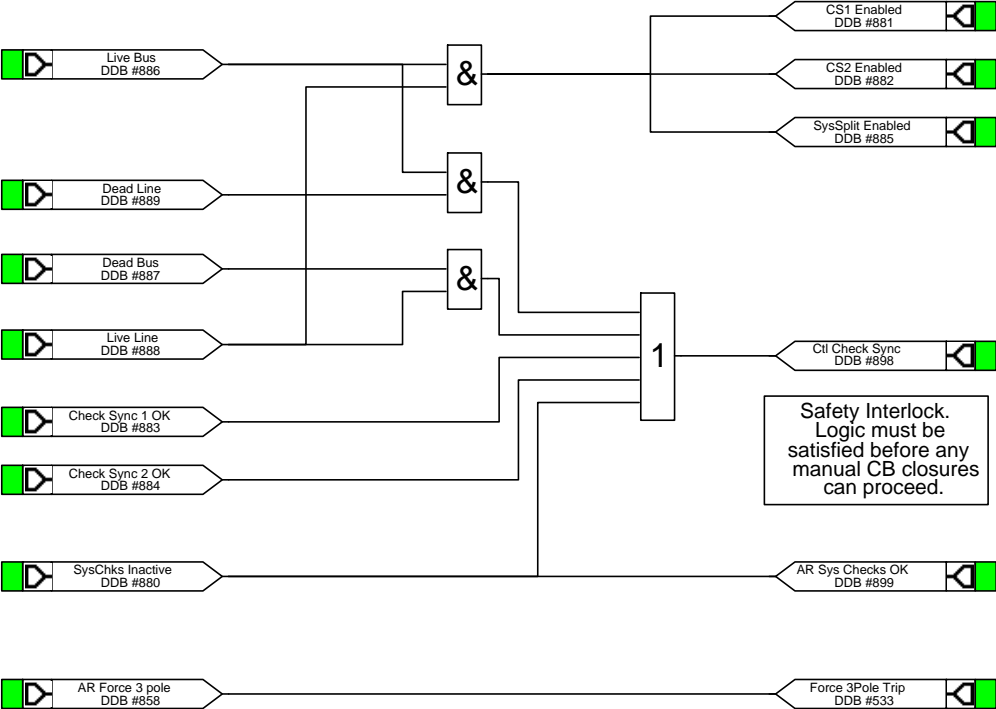 CS1 Enabled
DDB #881
Live Bus
DDB #886
&
CS2 Enabled
DDB #882
SysSplit Enabled
DDB #885
Dead Line
DDB #889
&
Dead Bus
DDB #887
&
Live Line
DDB #888
1
Ctl Check Sync
DDB #898
Check Sync 1 OK
DDB #883
Safety Interlock.
Logic must be
satisfied before any
manual CB closures
can proceed.
Check Sync 2 OK
DDB #884
SysChks Inactive
DDB #880
AR Sys Checks OK
DDB #899
AR Force 3 pole
DDB #858
Force 3Pole Trip
DDB #533